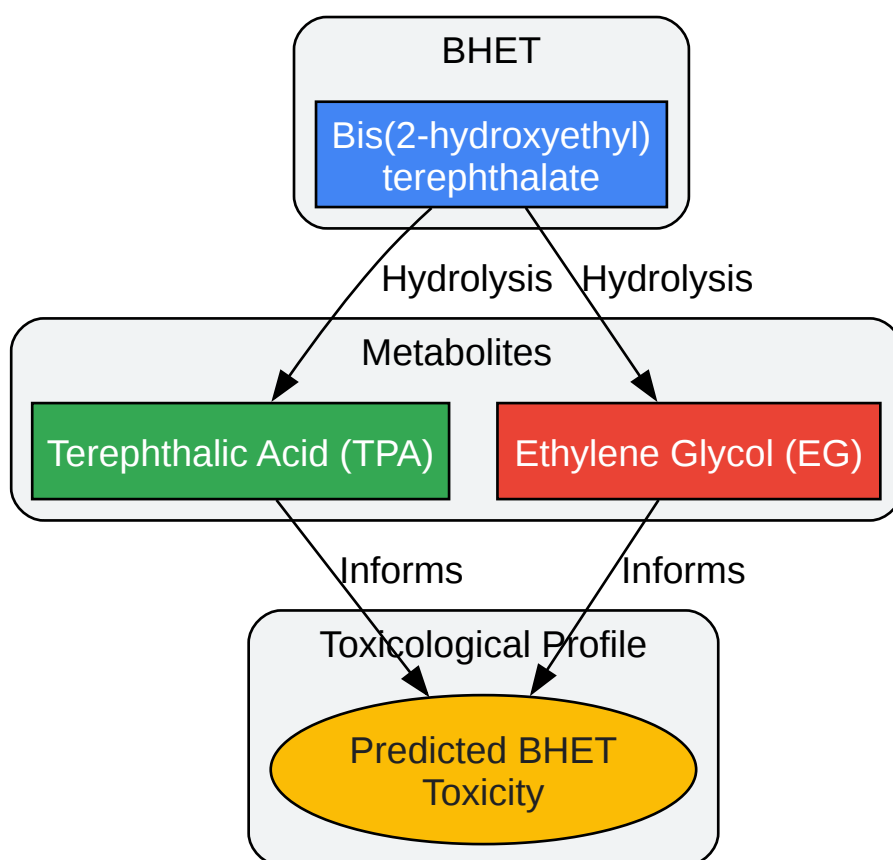 BHET
Bis(2-hydroxyethyl)
terephthalate
Hydrolysis
Hydrolysis
Metabolites
Terephthalic Acid (TPA)
Ethylene Glycol (EG)
Informs
Informs
Toxicological Profile
Predicted BHET
Toxicity